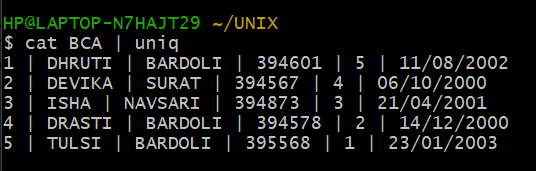 HP@LAPTOP-N7HAJT29 ~/UNIX
$ cat BCA | uniq
1 | DHRUTI | BARDOLI | 394601 | 5 | 11/08/2002
2 | DEVIKA | SURAT | 394567 | 4 | 06/10/2000
3 | ISHA | NAVSARI | 394873 | 3 | 21/04/2001
4 | DRASTI | BARDOLI | 394578 | 2 | 14/12/2000
5 | TULSI | BARDOLI | 395568 | 1 | 23/01/2003